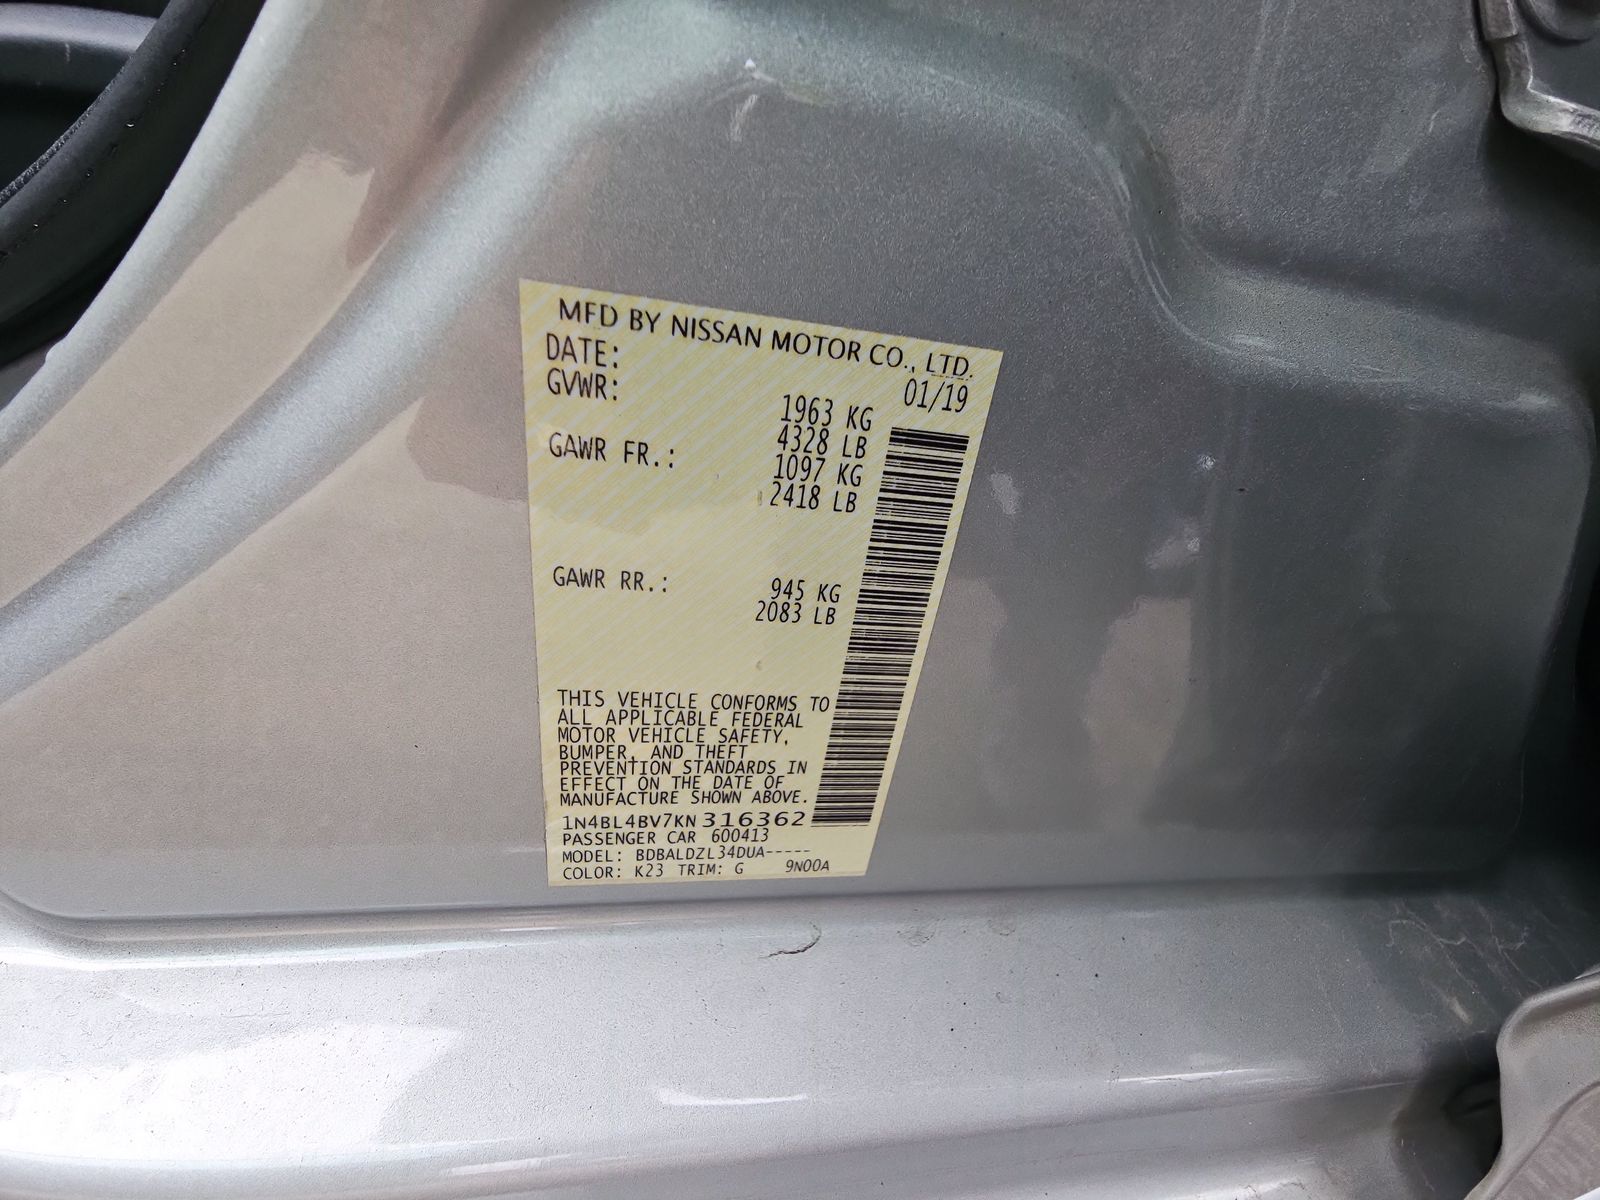 MFD BY NISSAN MOTOR CO., LTD.
DATE: 01/19
GVWR: 1963 KG
4328 LB
GAWR FR.: 1097 KG
2418 LB
GAWR RR.: 945 KG
2083 LB
THIS VEHICLE CONFORMS TO
ALL APPLICABLE FEDERAL
MOTOR VEHICLE SAFETY,
BUMPER, AND THEFT
PREVENTION STANDARDS IN
EFFECT ON THE DATE OF
MANUFACTURE SHOWN ABOVE.
1N4BL4BV7KN316362
PASSENGER CAR 600413
MODEL: BDBALDZL34DUA-----
COLOR: K23 TRIM: G 9N00A